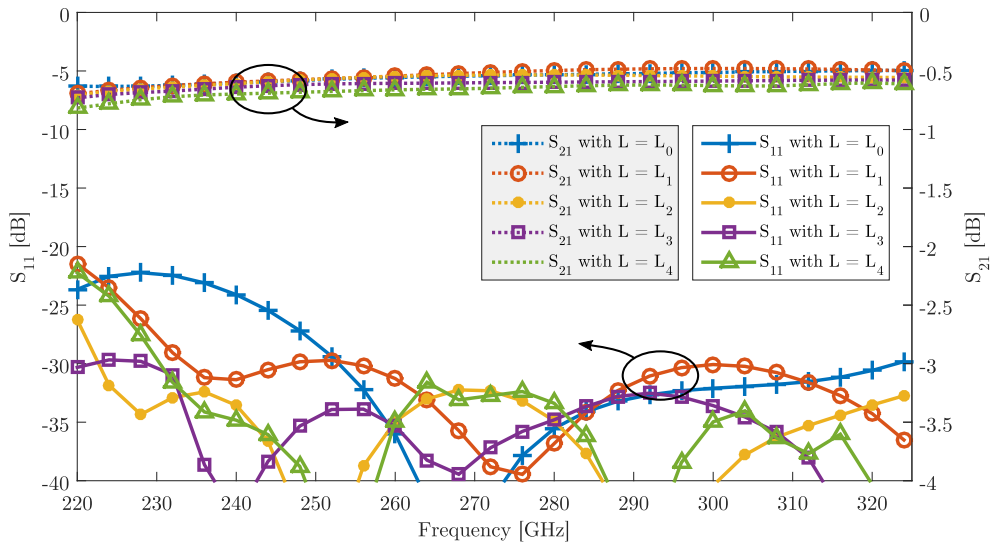 0
-5
-10
-15
-20
-25
-30
-35
-40
S11 [dB]
0
-0.5
-1
-1.5
-2
-2.5
-3
-3.5
-4
S21 [dB]
S21 with L = L0
S21 with L = L1
S21 with L = L2
S21 with L = L3
S21 with L = L4
S11 with L = L0
S11 with L = L1
S11 with L = L2
S11 with L = L3
S11 with L = L4
220 230 240 250 260 270 280 290 300 310 320
Frequency [GHz]